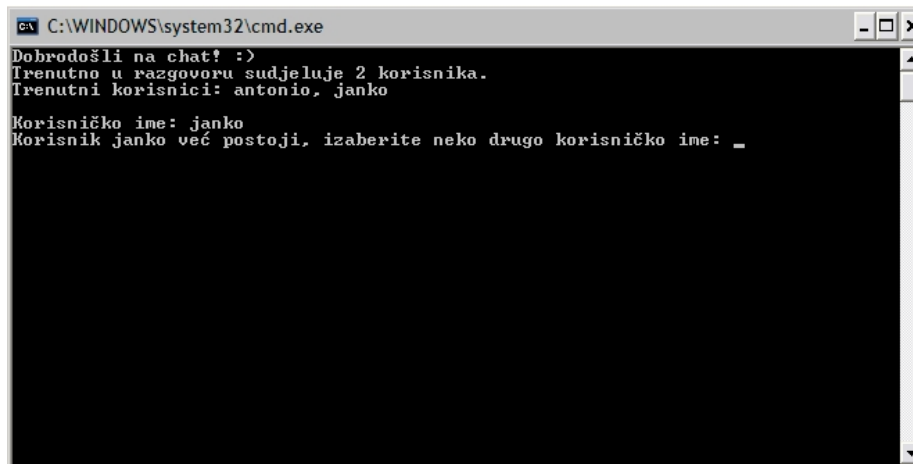 C:\WINDOWS\system32\cmd.exe
Dobrodošli na chat! :)
Trenutno u razgovoru sudjeluje 2 korisnika.
Trenutni korisnici: antonio, janko
Korisničko ime: janko
Korisnik janko već postoji, izaberite neko drugo korisničko ime: _